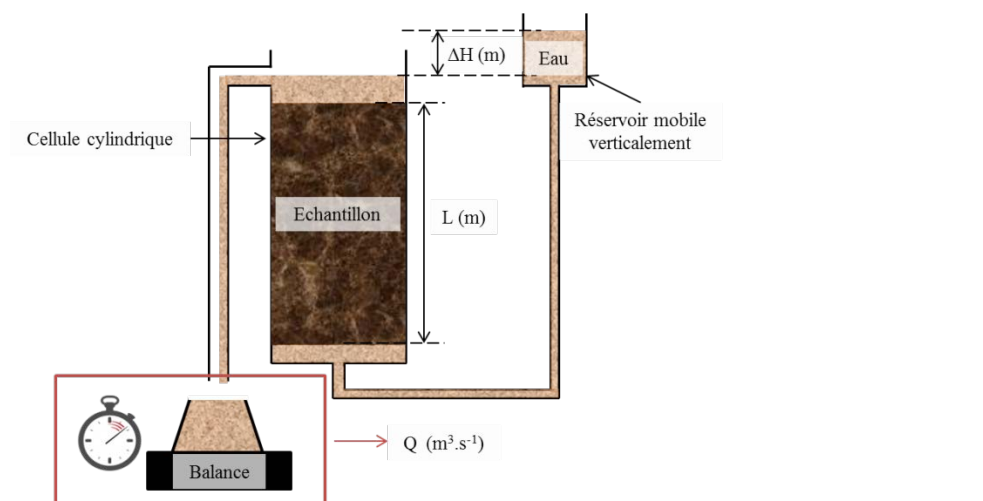 ΔH (m)
Eau
Réservoir mobile
verticalement
Cellule cylindrique
Echantillon
L (m)
Balance
Q (m³.s⁻¹)